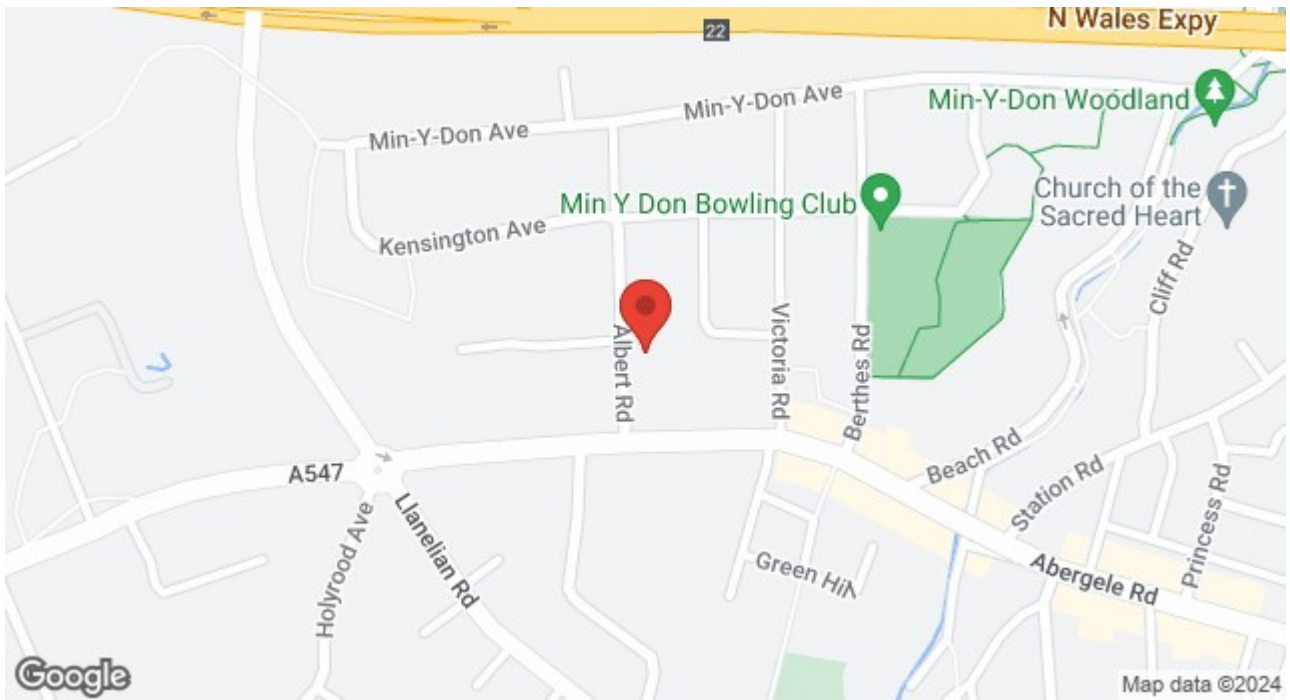 N Wales Expy
22
Min-Y-Don Ave
Min-Y-Don Woodland
Min-Y-Don Ave
Church of the
Sacred Heart
Min Y Don Bowling Club
Kensington Ave
Cliff Rd
Albert Rd
Victoria Rd
Berthes Rd
Beach Rd
Station Rd
Princess Rd
A547
Llanelian Rd
Holyrood Ave
Green Hill
Abergele Rd
Google
Map data ©2024